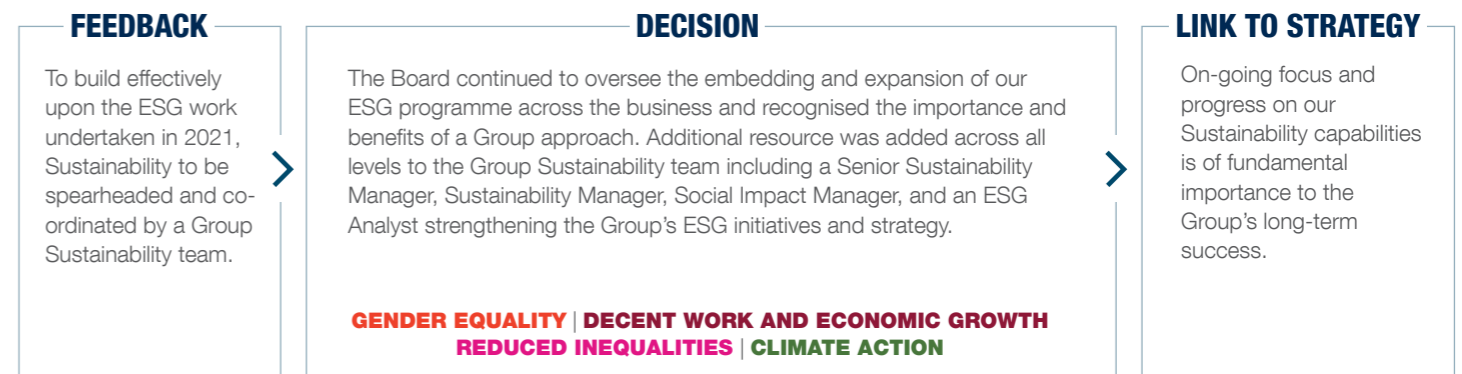 FEEDBACK
To build effectively
upon the ESG work
undertaken in 2021,
Sustainability to be
spearheaded and co-
ordinated by a Group
Sustainability team.
DECISION
The Board continued to oversee the embedding and expansion of our
ESG programme across the business and recognised the importance and
benefits of a Group approach. Additional resource was added across all
levels to the Group Sustainability team including a Senior Sustainability
Manager, Sustainability Manager, Social Impact Manager, and an ESG
Analyst strengthening the Group’s ESG initiatives and strategy.
GENDER EQUALITY | DECENT WORK AND ECONOMIC GROWTH
REDUCED INEQUALITIES | CLIMATE ACTION
LINK TO STRATEGY
On-going focus and
progress on our
Sustainability capabilities
is of fundamental
importance to the
Group’s long-term
success.